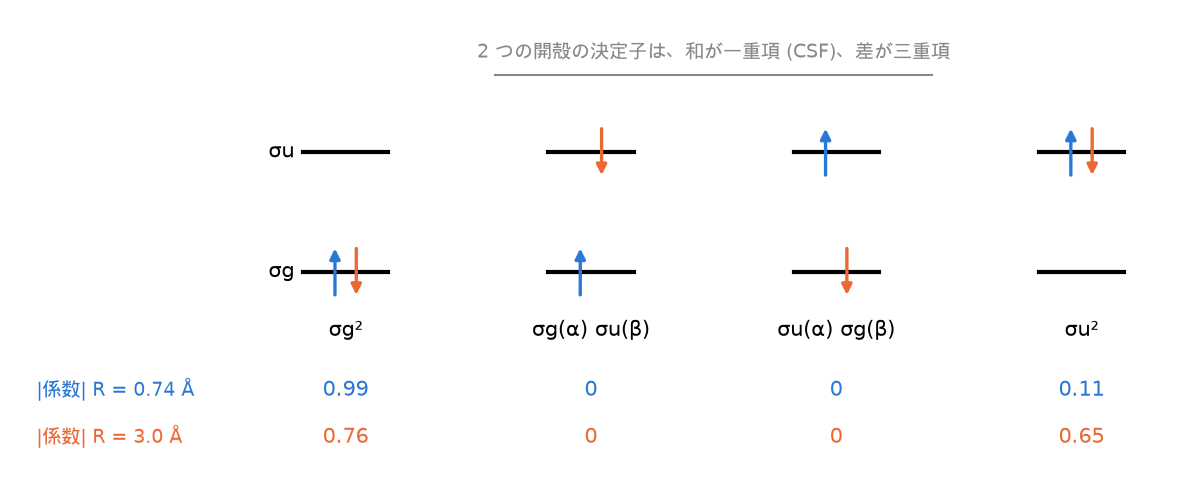 2 つの開殻の決定子は、和が一重項 (CSF)、差が三重項
σu
σg
σg² σg(α) σu(β) σu(α) σg(β) σu²
|係数| R = 0.74 Å 0.99 0 0 0.11
|係数| R = 3.0 Å 0.76 0 0 0.65